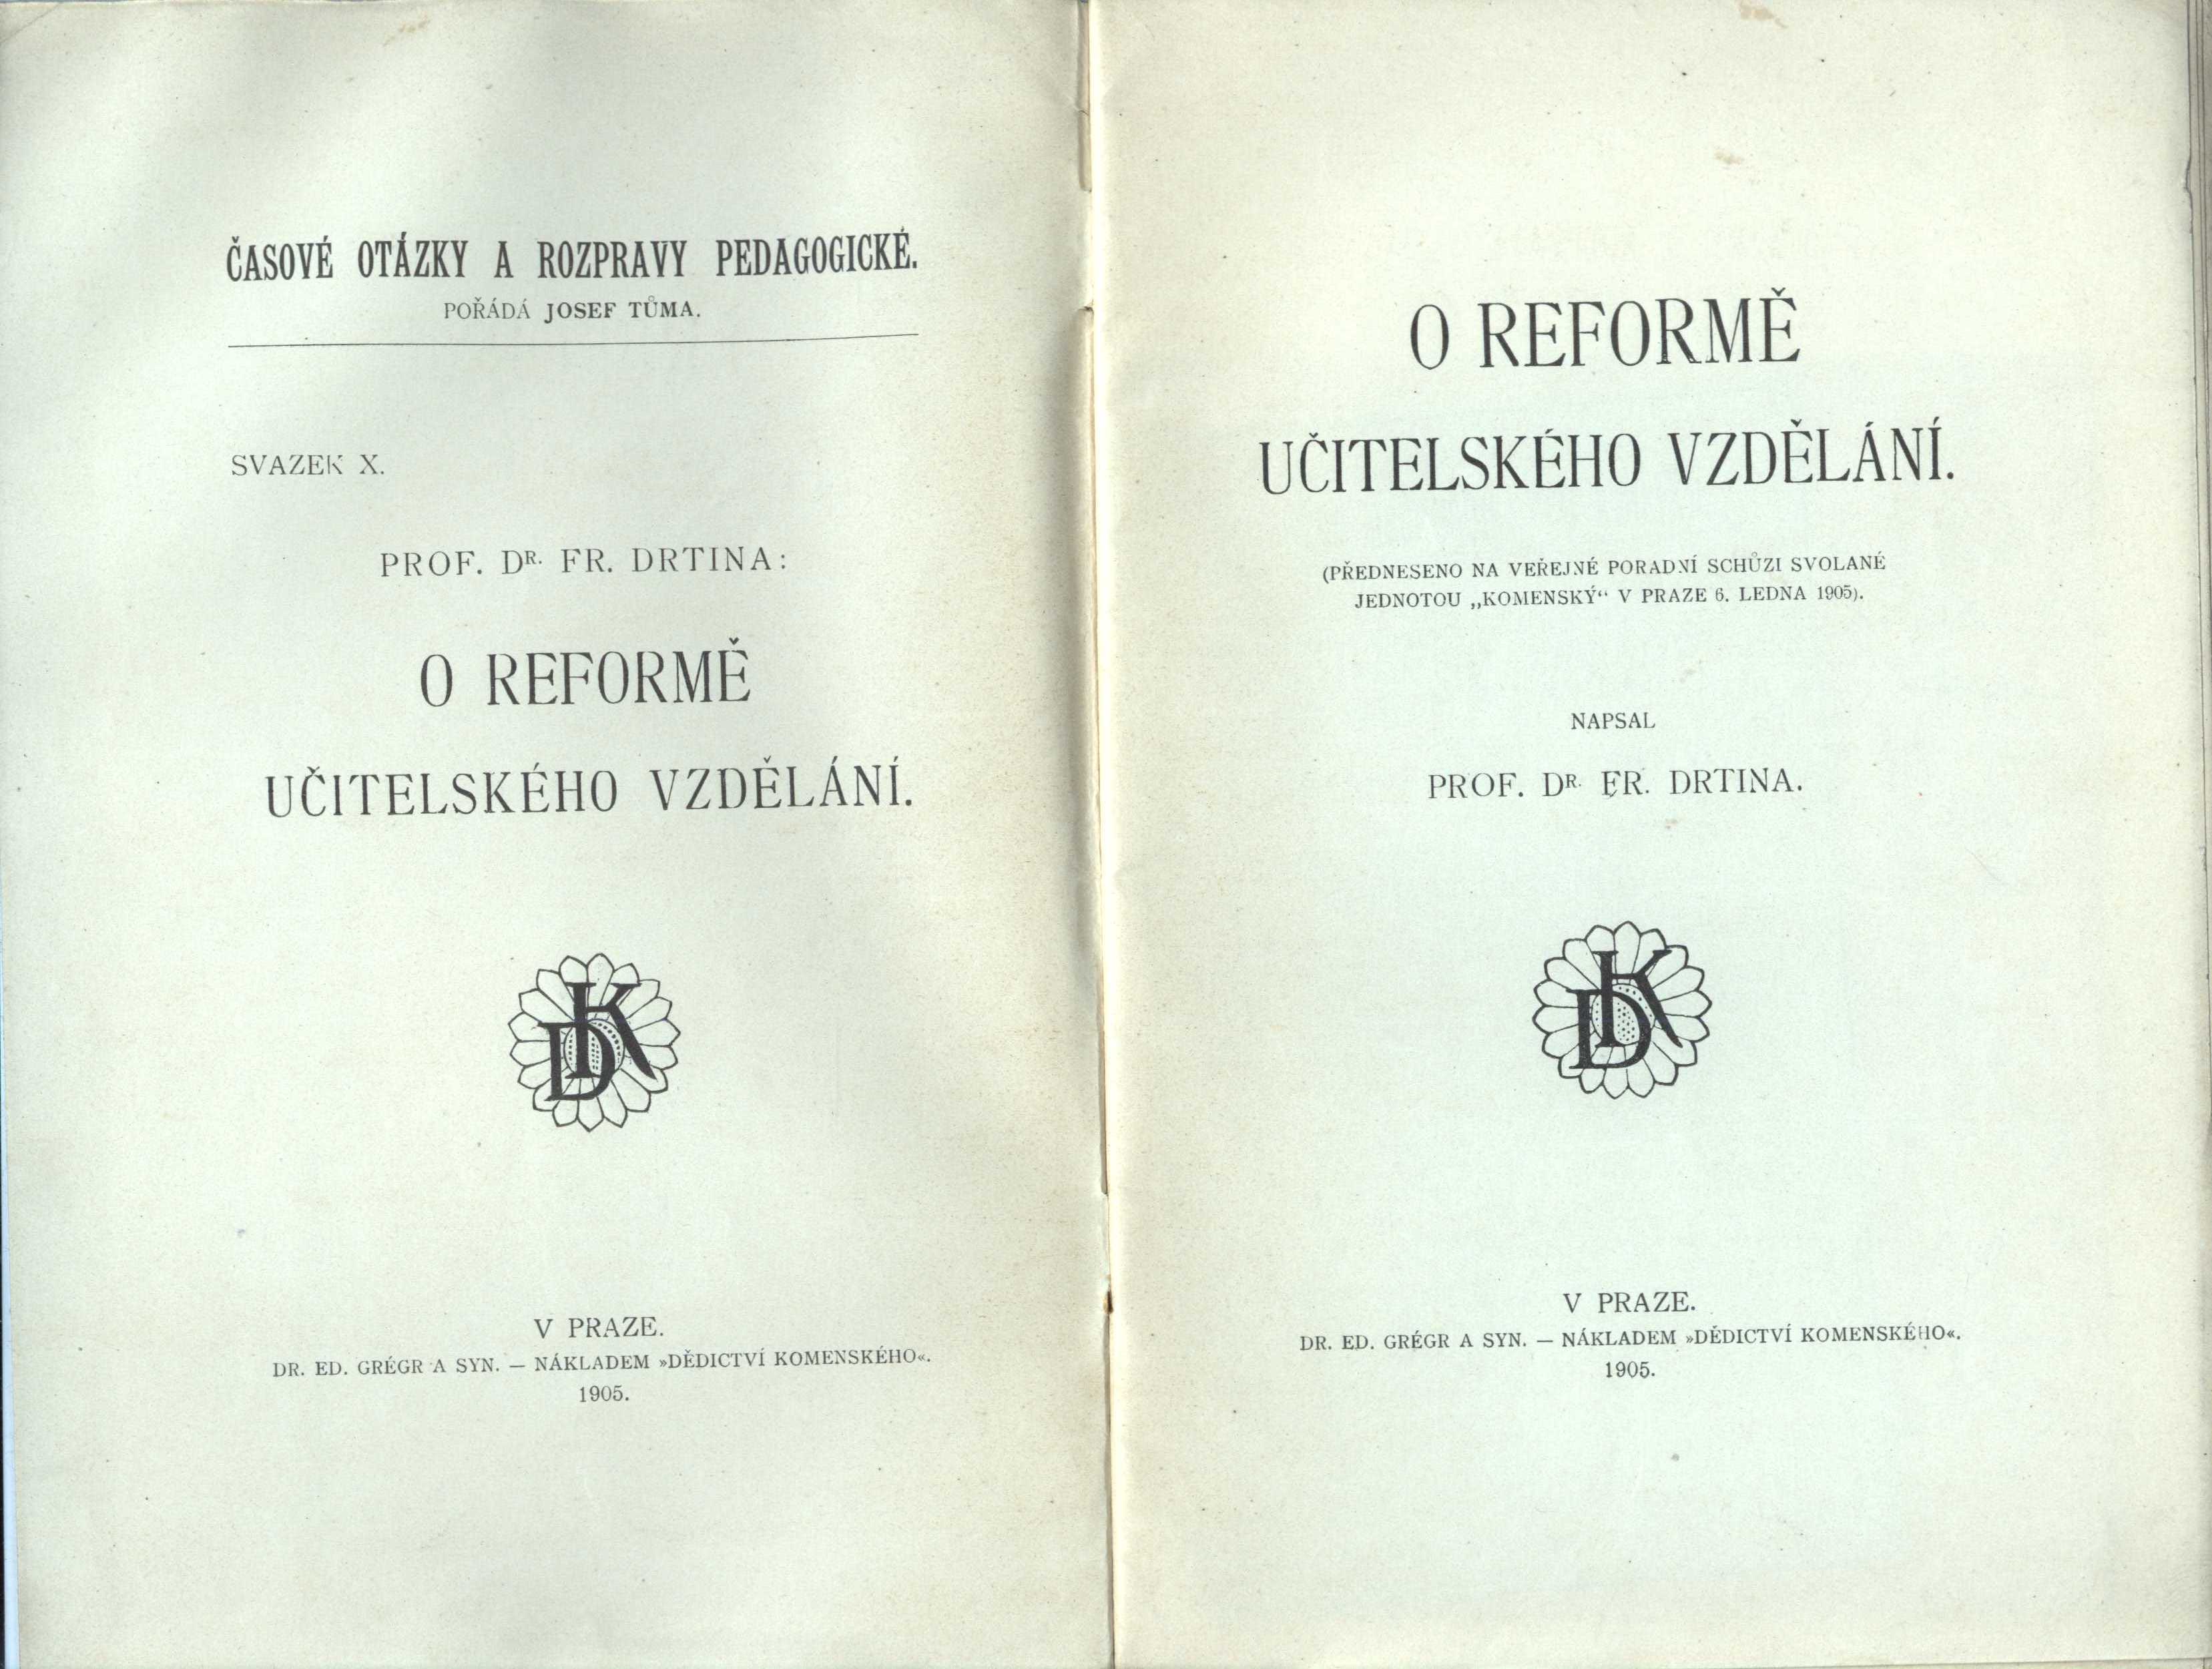 ČASOVÉ OTÁZKY A ROZPRAVY PEDAGOGICKÉ.
POŘÁDÁ JOSEF TŮMA.
SVAZEK X.
PROF. DR. FR. DRTINA:
O REFORMĚ
UČITELSKÉHO VZDĚLÁNÍ.
DK
V PRAZE.
DR. ED. GRÉGR A SYN. — NÁKLADEM »DĚDICTVÍ KOMENSKÉHO«.
1905.
O REFORMĚ
UČITELSKÉHO VZDĚLÁNÍ.
(PŘEDNESENO NA VEŘEJNÉ PORADNÍ SCHŮZI SVOLANÉ
JEDNOTOU „KOMENSKÝ“ V PRAZE 6. LEDNA 1905).
NAPSAL
PROF. DR. FR. DRTINA.
DK
V PRAZE.
DR. ED. GRÉGR A SYN. — NÁKLADEM »DĚDICTVÍ KOMENSKÉHO«.
1905.